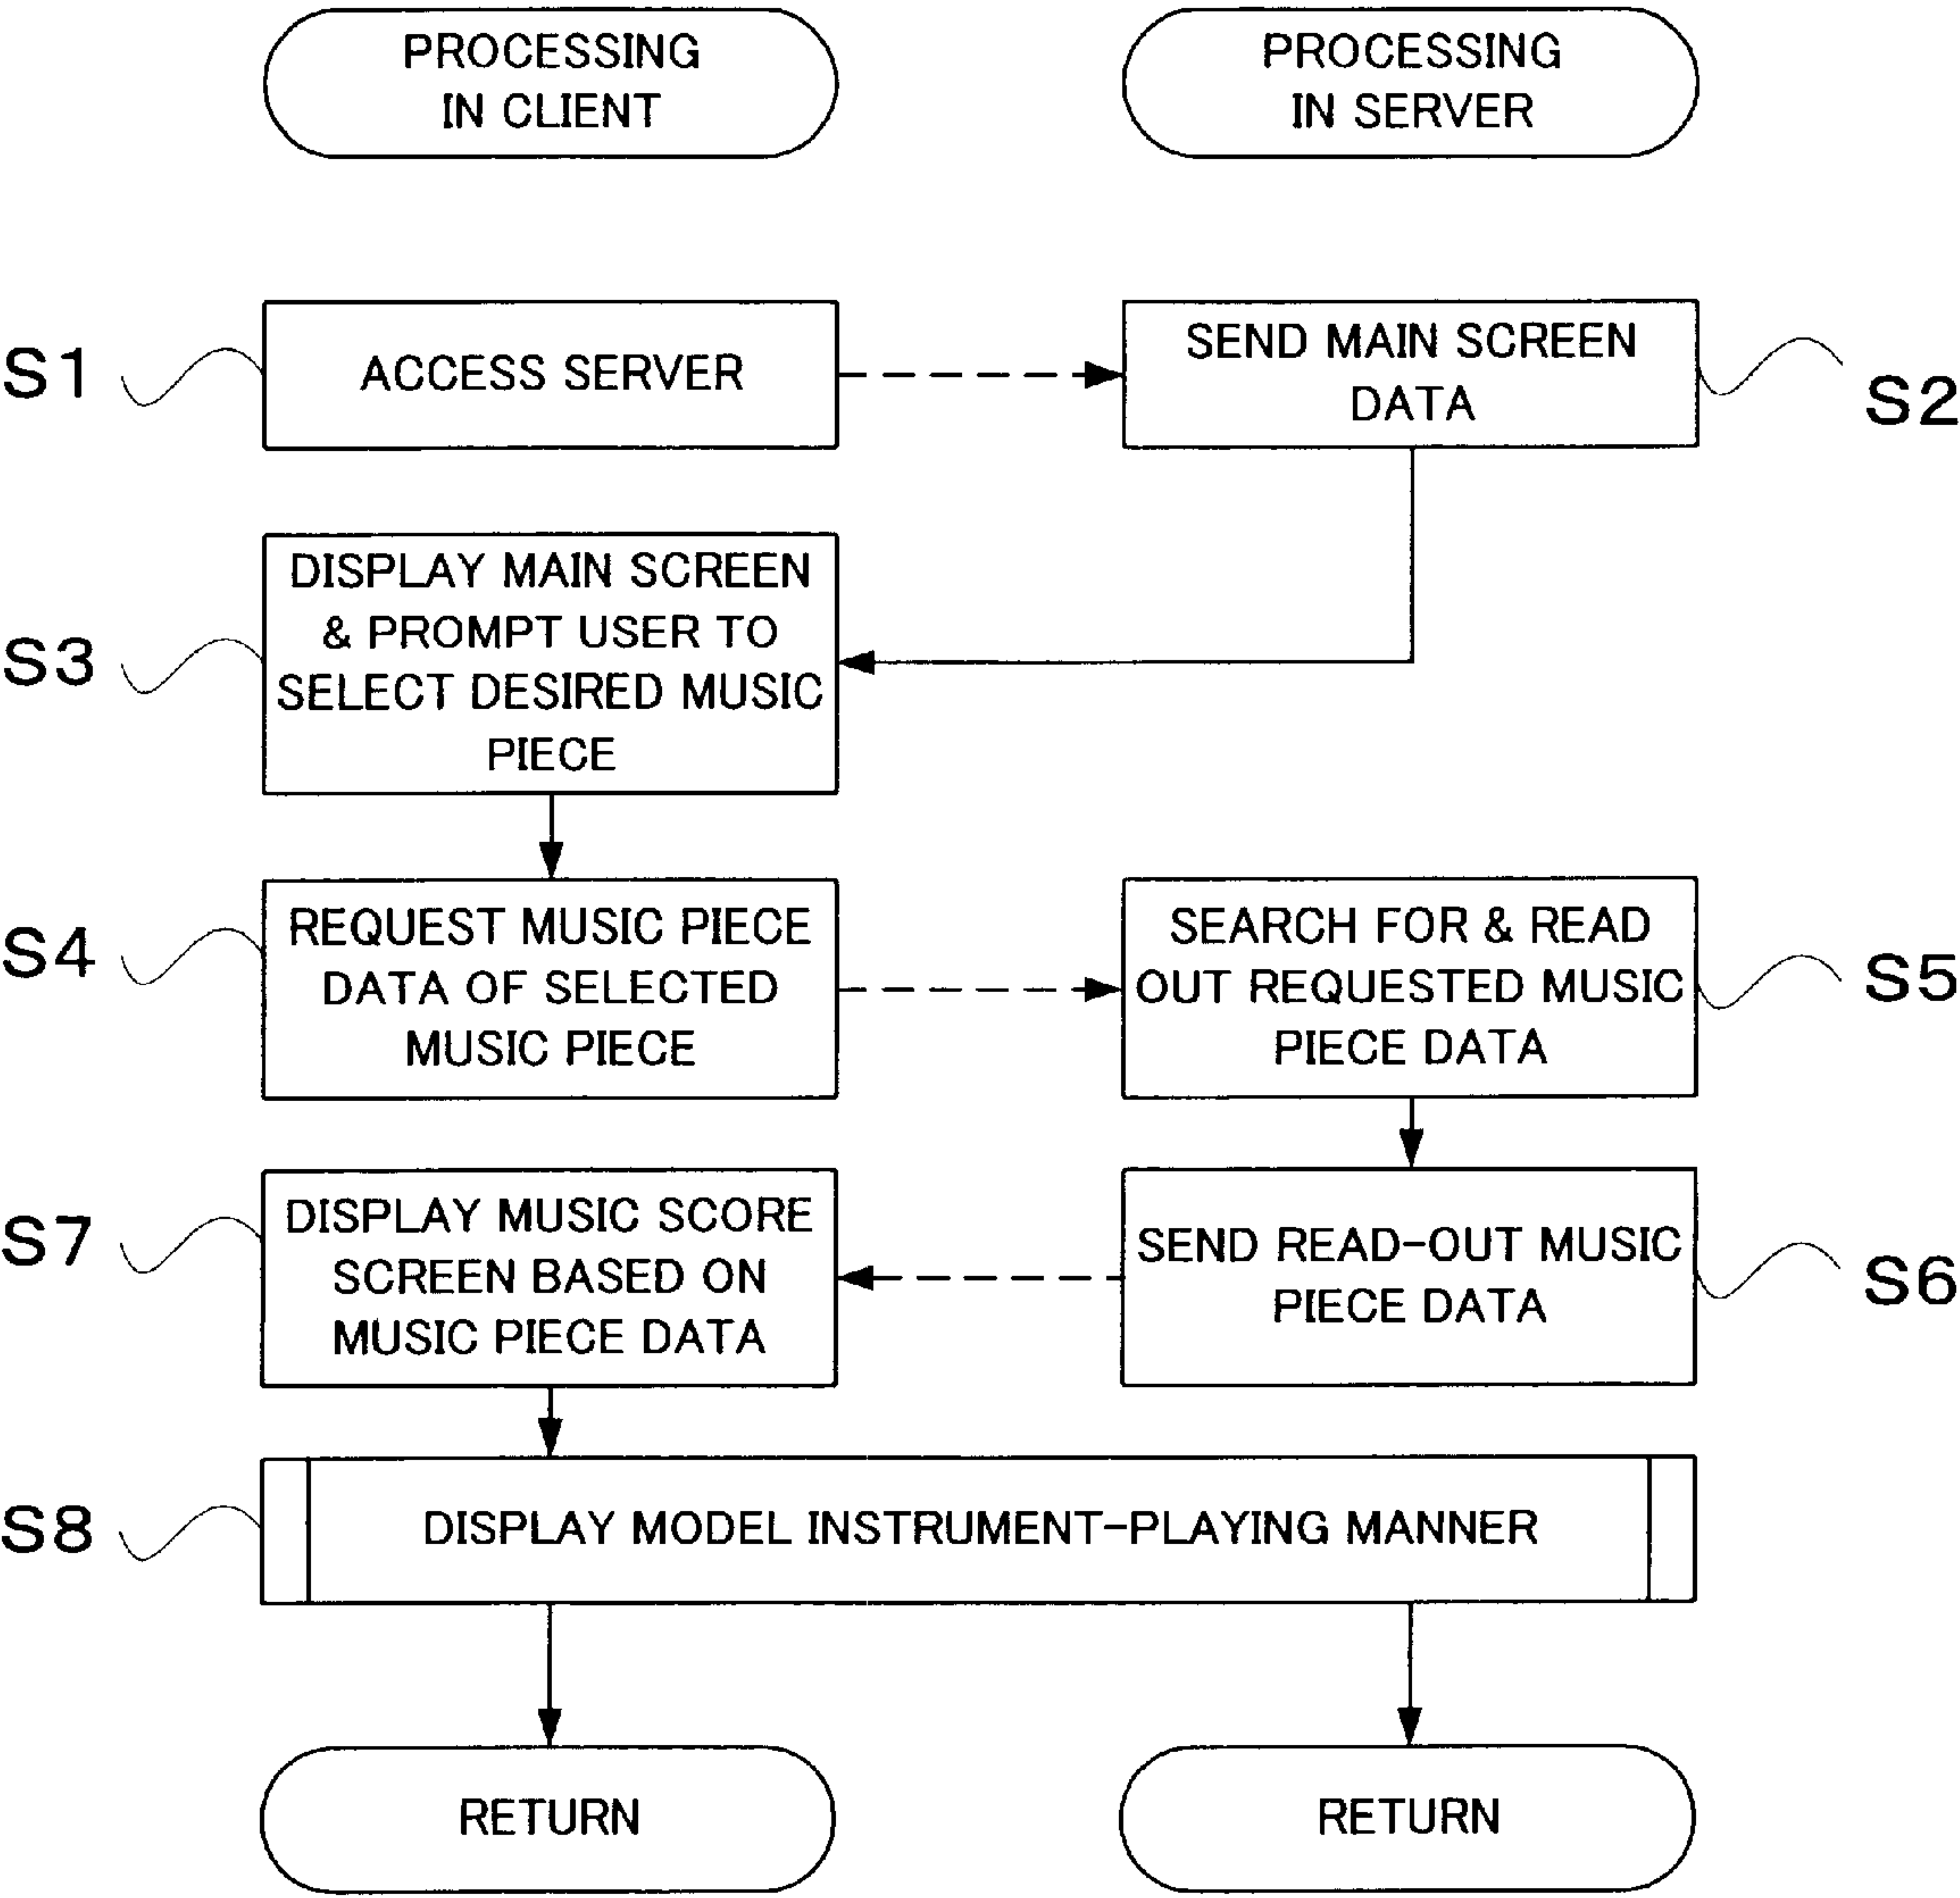 PROCESSING
IN CLIENT
PROCESSING
IN SERVER
S1
ACCESS SERVER
SEND MAIN SCREEN
DATA
S2
S3
DISPLAY MAIN SCREEN
& PROMPT USER TO
SELECT DESIRED MUSIC
PIECE
S4
REQUEST MUSIC PIECE
DATA OF SELECTED
MUSIC PIECE
SEARCH FOR & READ
OUT REQUESTED MUSIC
PIECE DATA
S5
S7
DISPLAY MUSIC SCORE
SCREEN BASED ON
MUSIC PIECE DATA
SEND READ-OUT MUSIC
PIECE DATA
S6
S8
DISPLAY MODEL INSTRUMENT-PLAYING MANNER
RETURN
RETURN